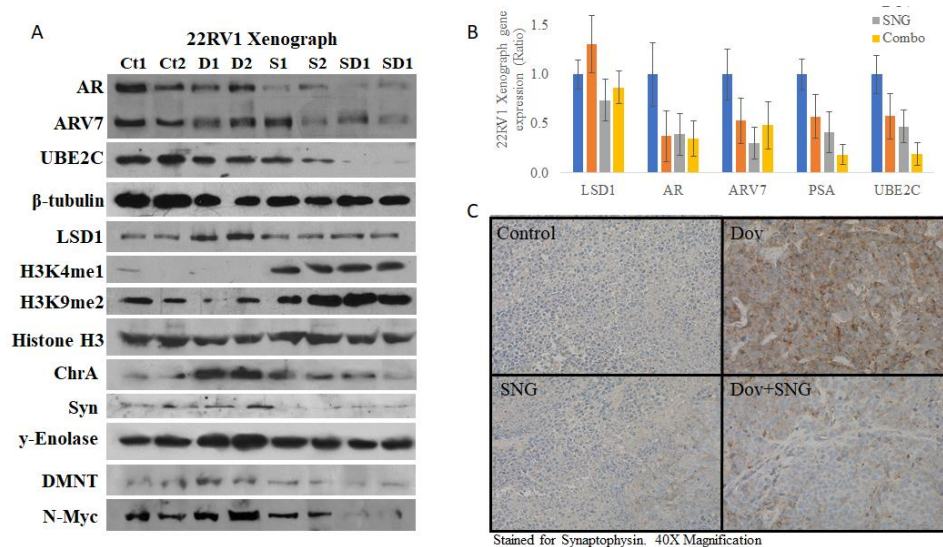 A
22RV1 Xenograph
Ct1 Ct2 D1 D2 S1 S2 SD1 SD1
AR
ARV7
UBE2C
β-tubulin
LSD1
H3K4me1
H3K9me2
Histone H3
ChrA
Syn
y-Enolase
DMNT
N-Myc
B
22RV1 Xenograph gene
expression (Ratio)
1.5
1.0
0.5
0.0
SNG
Combo
LSD1 AR ARV7 PSA UBE2C
C
Control
Dov
SNG
Dov+SNG
Stained for Synaptophysin. 40X Magnification